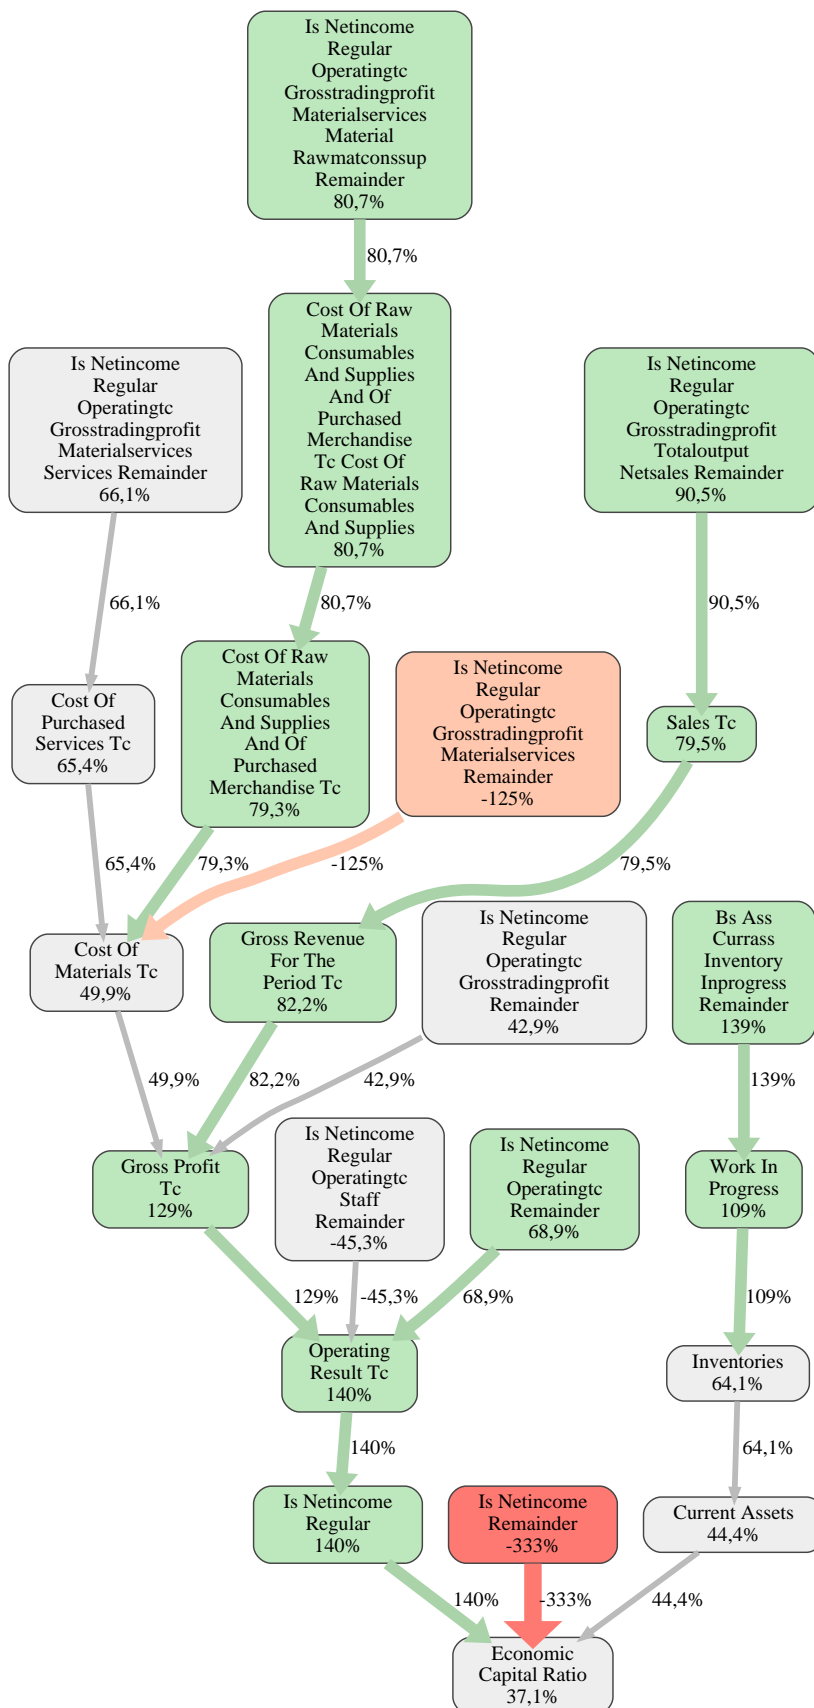 Is Netincome
Regular
Operatingtc
Grosstradingprofit
Materialservices
Material
Rawmatconssup
Remainder
80,7%
80,7%
Cost Of Raw
Materials
Consumables
And Supplies
And Of
Purchased
Merchandise
Tc Cost Of
Raw Materials
Consumables
And Supplies
80,7%
Is Netincome
Regular
Operatingtc
Grosstradingprofit
Materialservices
Services Remainder
66,1%
Is Netincome
Regular
Operatingtc
Grosstradingprofit
Totaloutput
Netsales Remainder
90,5%
66,1%
80,7%
90,5%
Cost Of
Purchased
Services Tc
65,4%
Cost Of Raw
Materials
Consumables
And Supplies
And Of
Purchased
Merchandise Tc
79,3%
Is Netincome
Regular
Operatingtc
Grosstradingprofit
Materialservices
Remainder
-125%
Sales Tc
79,5%
65,4%
79,3%
-125%
79,5%
Cost Of
Materials Tc
49,9%
Gross Revenue
For The
Period Tc
82,2%
Is Netincome
Regular
Operatingtc
Grosstradingprofit
Remainder
42,9%
Bs Ass
Currass
Inventory
Inprogress
Remainder
139%
49,9%
82,2%
42,9%
139%
Gross Profit
Tc
129%
Is Netincome
Regular
Operatingtc
Staff
Remainder
-45,3%
Is Netincome
Regular
Operatingtc
Remainder
68,9%
Work In
Progress
109%
129%
-45,3%
68,9%
109%
Operating
Result Tc
140%
Inventories
64,1%
140%
64,1%
Is Netincome
Regular
140%
Is Netincome
Remainder
-333%
Current Assets
44,4%
140%
-333%
44,4%
Economic
Capital Ratio
37,1%